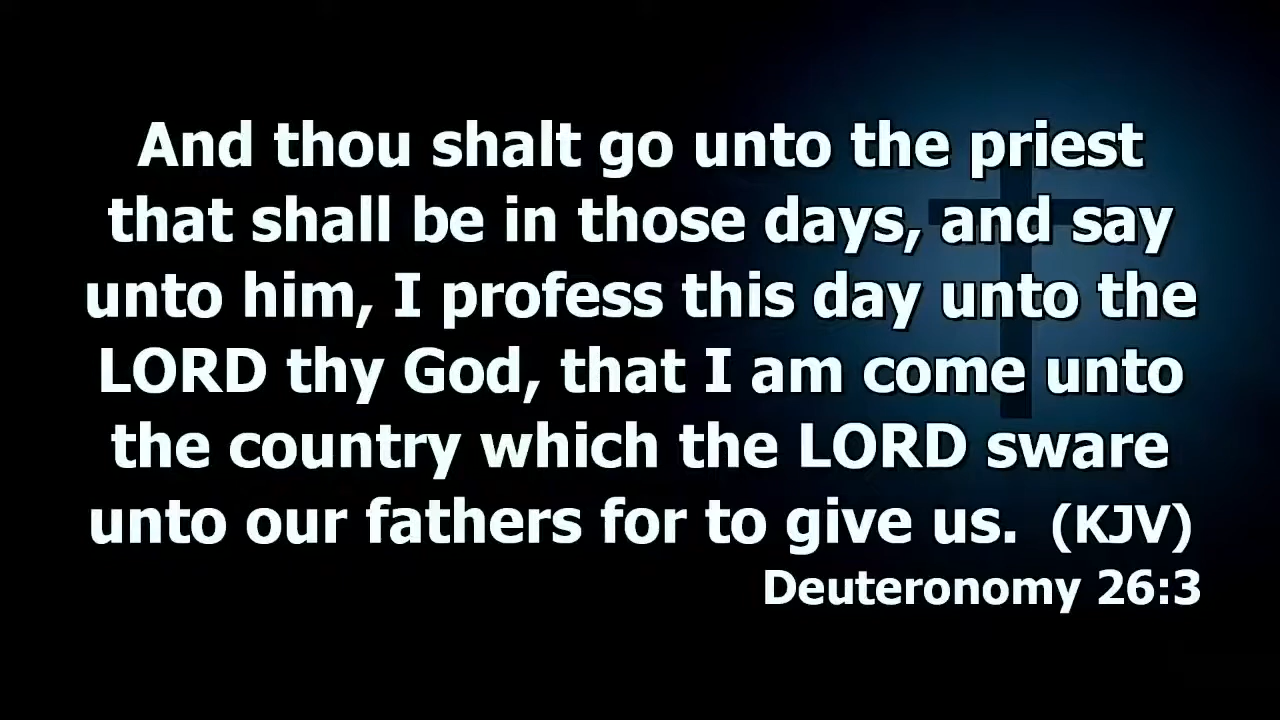 And thou shalt go unto the priest
that shall be in those days, and say
unto him, I profess this day unto the
LORD thy God, that I am come unto
the country which the LORD sware
unto our fathers for to give us.  (KJV)
Deuteronomy 26:3